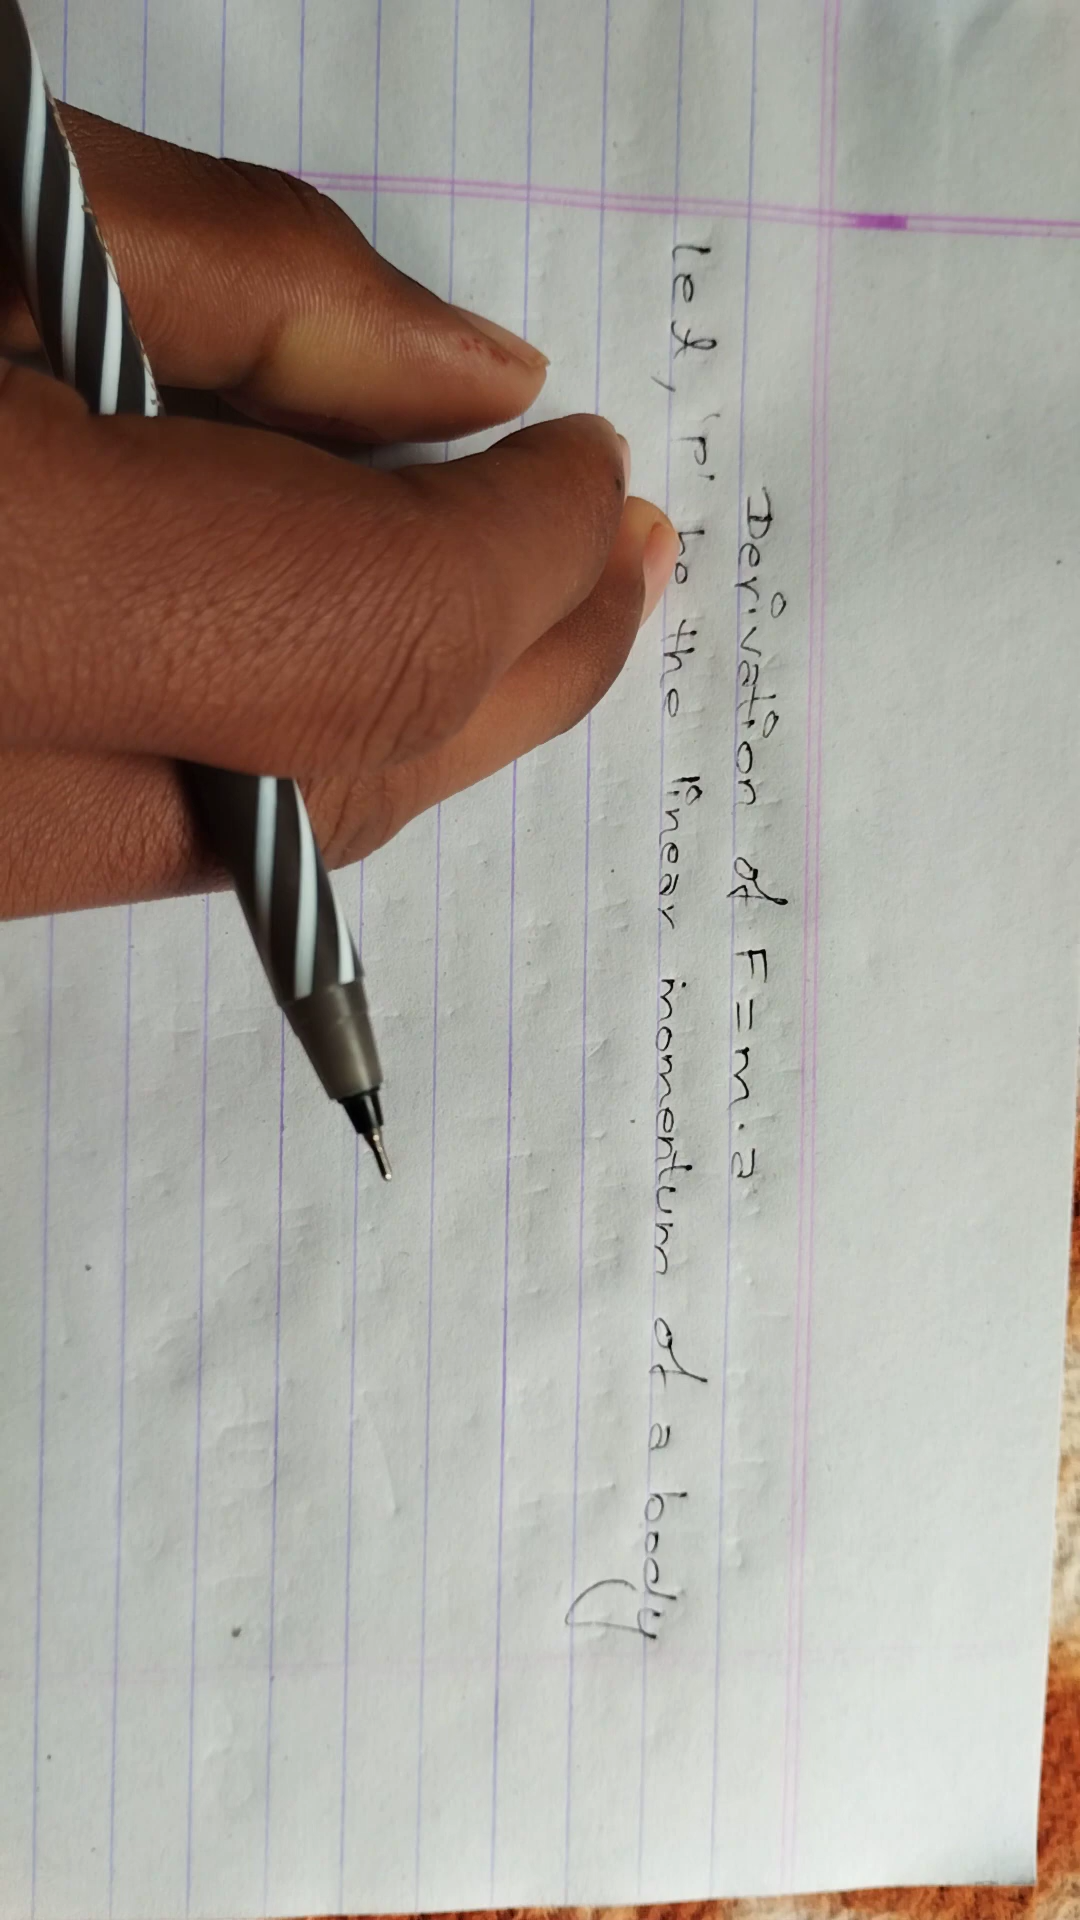 Derivation of F = m . a
let, 'p' be the linear momentum of a body